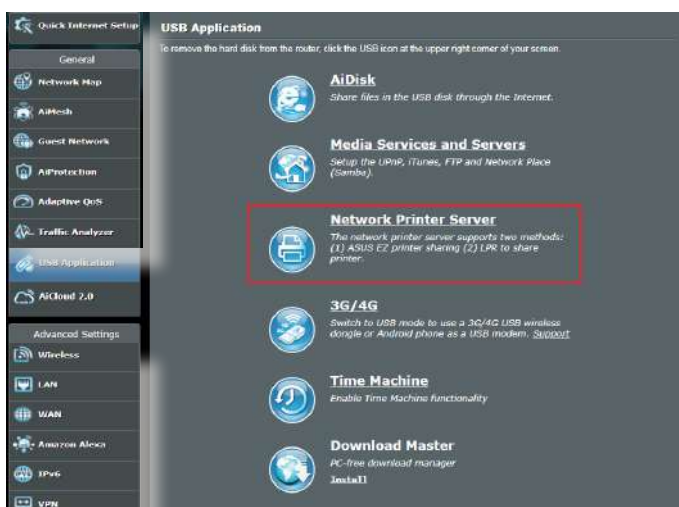 Quick Internet Setup
General
Network Map
AiMesh
Guest Network
AiProtection
Adaptive QoS
Traffic Analyzer
USB Application
AiCloud 2.0
Advanced Settings
Wireless
LAN
WAN
Amazon Alexa
IPv6
VPN
USB Application
To remove the hard disk from the router, click the USB icon at the upper right corner of your screen.
AiDisk
Share files in the USB disk through the Internet.
Media Services and Servers
Setup the UPnP, iTunes, FTP and Network Place
(Samba).
Network Printer Server
The network printer server supports two methods:
(1) ASUS EZ printer sharing (2) LPR to share
printer.
3G/4G
Switch to USB mode to use a 3G/4G USB wireless
dongle or Android phone as a USB modem. Support
Time Machine
Enable Time Machine functionality
Download Master
PC-free download manager
Install